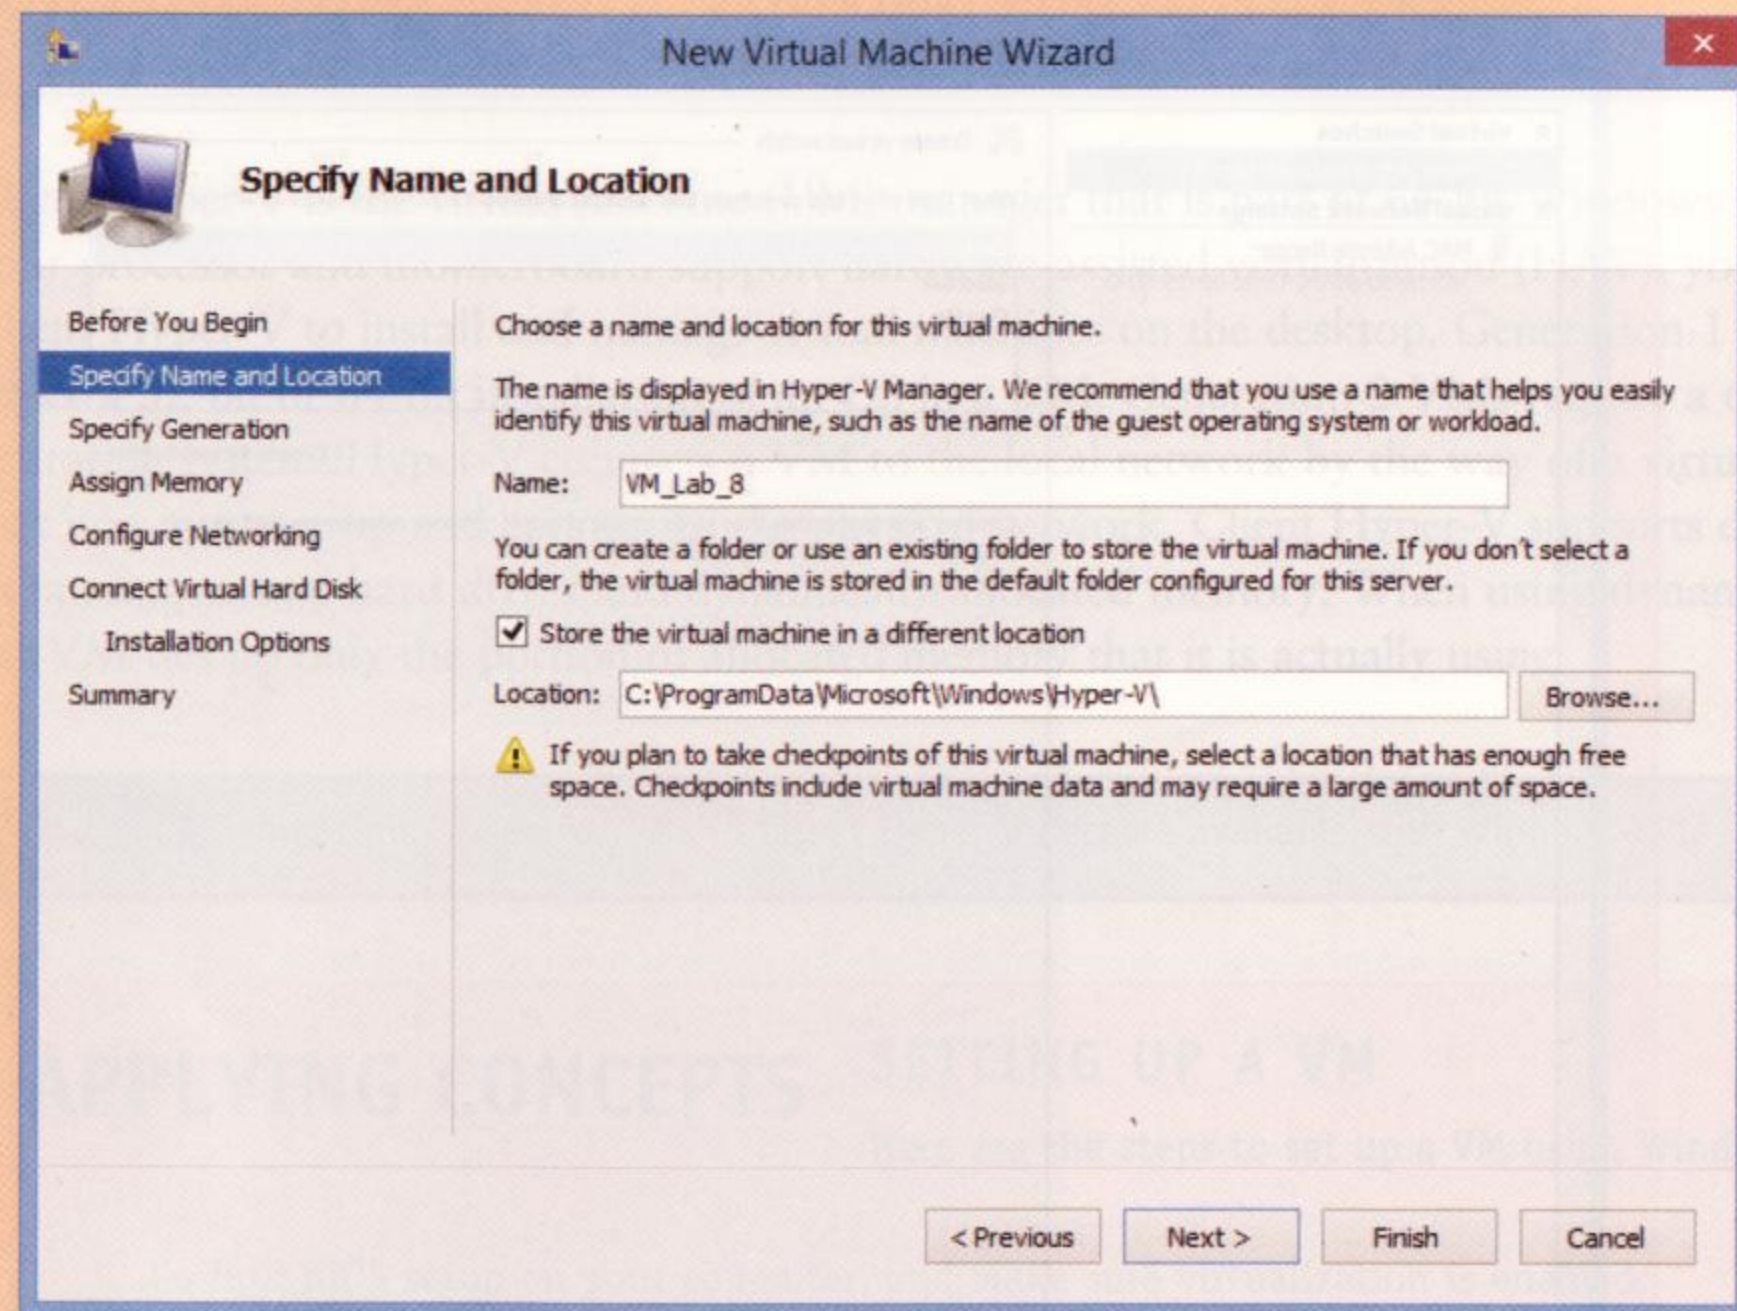 New Virtual Machine Wizard
Specify Name and Location
Before You Begin
Specify Name and Location
Specify Generation
Assign Memory
Configure Networking
Connect Virtual Hard Disk
Installation Options
Summary
Choose a name and location for this virtual machine.
The name is displayed in Hyper-V Manager. We recommend that you use a name that helps you easily
identify this virtual machine, such as the name of the guest operating system or workload.
Name: VM_Lab_8
You can create a folder or use an existing folder to store the virtual machine. If you don't select a
folder, the virtual machine is stored in the default folder configured for this server.
Store the virtual machine in a different location
Location: C:\ProgramData\Microsoft\Windows\Hyper-V\ Browse...
If you plan to take checkpoints of this virtual machine, select a location that has enough free
space. Checkpoints include virtual machine data and may require a large amount of space.
APPLYING CONCEPTS SETTING UP A VM
< Previous Next > Finish Cancel